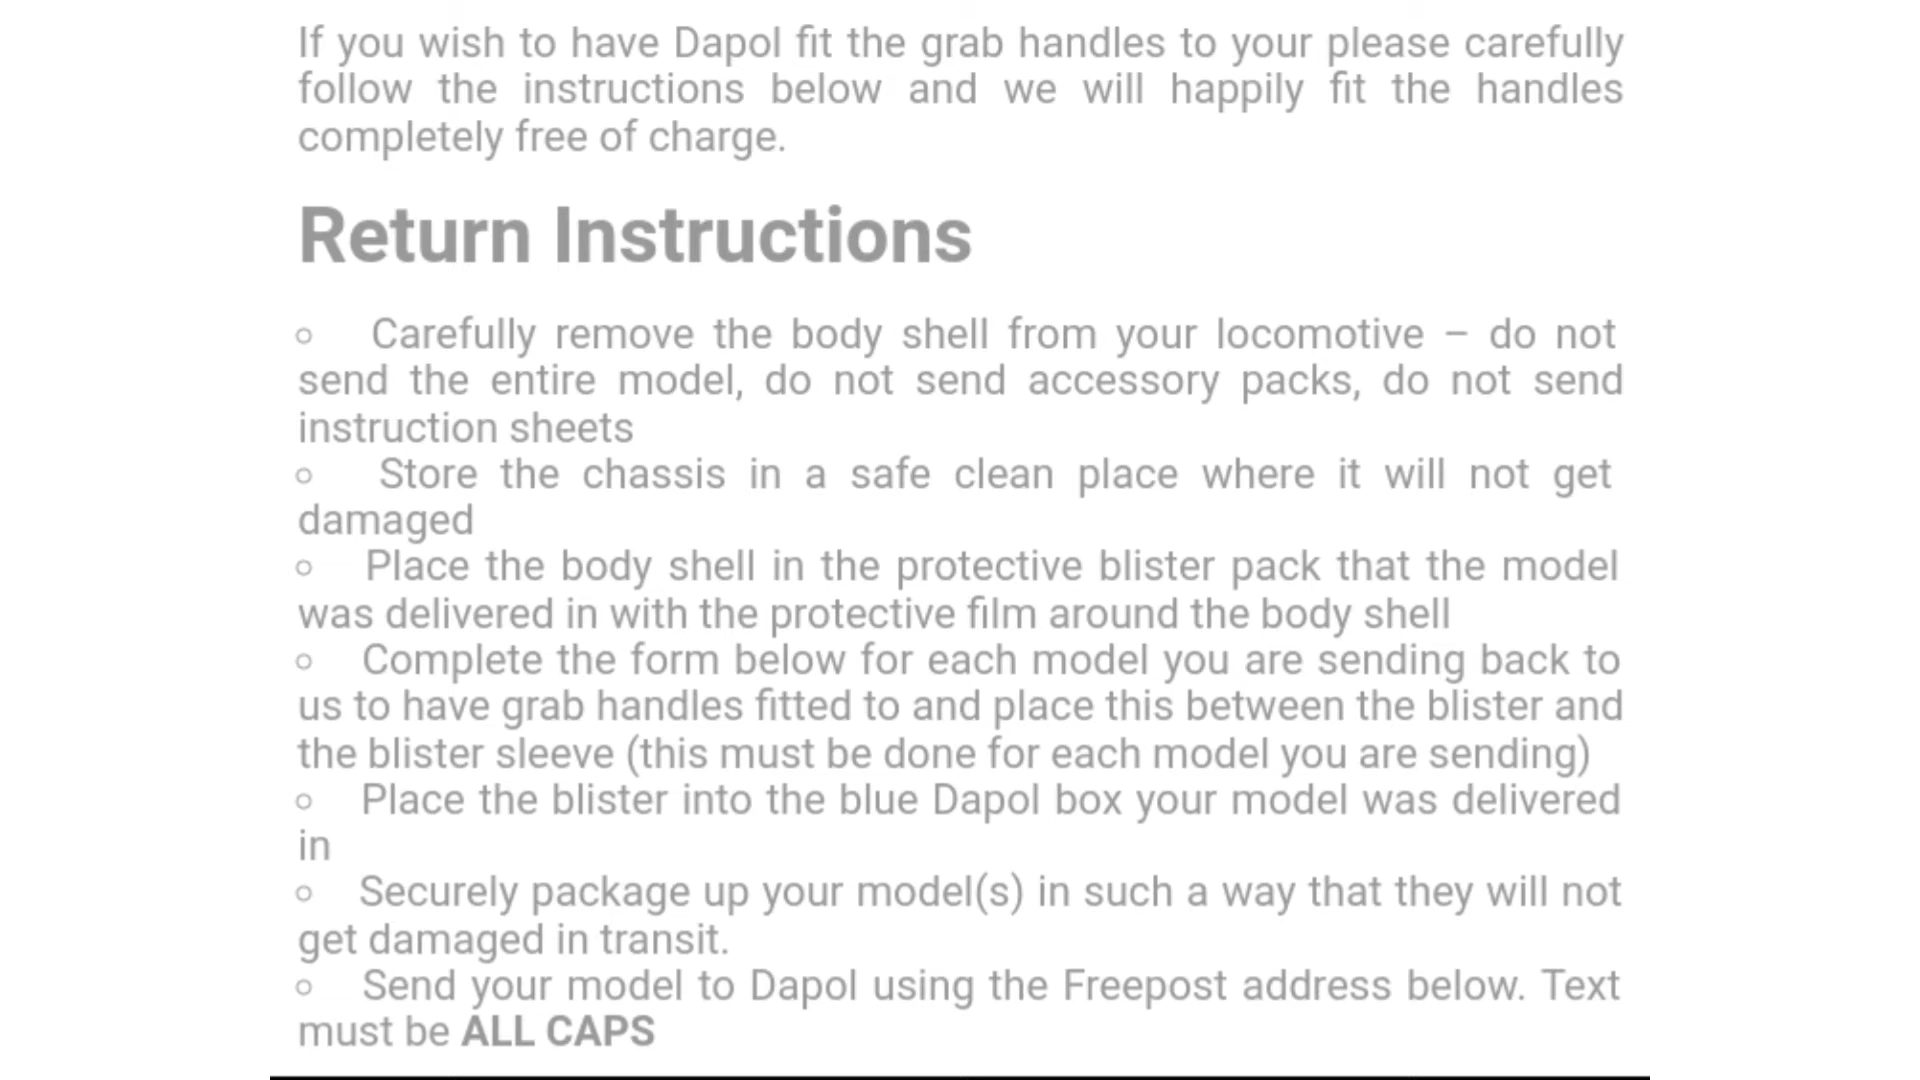 If you wish to have Dapol fit the grab handles to your please carefully
follow the instructions below and we will happily fit the handles
completely free of charge.
Return Instructions
○ Carefully remove the body shell from your locomotive – do not
send the entire model, do not send accessory packs, do not send
instruction sheets
○ Store the chassis in a safe clean place where it will not get
damaged
○ Place the body shell in the protective blister pack that the model
was delivered in with the protective film around the body shell
○ Complete the form below for each model you are sending back to
us to have grab handles fitted to and place this between the blister and
the blister sleeve (this must be done for each model you are sending)
○ Place the blister into the blue Dapol box your model was delivered
in
○ Securely package up your model(s) in such a way that they will not
get damaged in transit.
○ Send your model to Dapol using the Freepost address below. Text
must be ALL CAPS